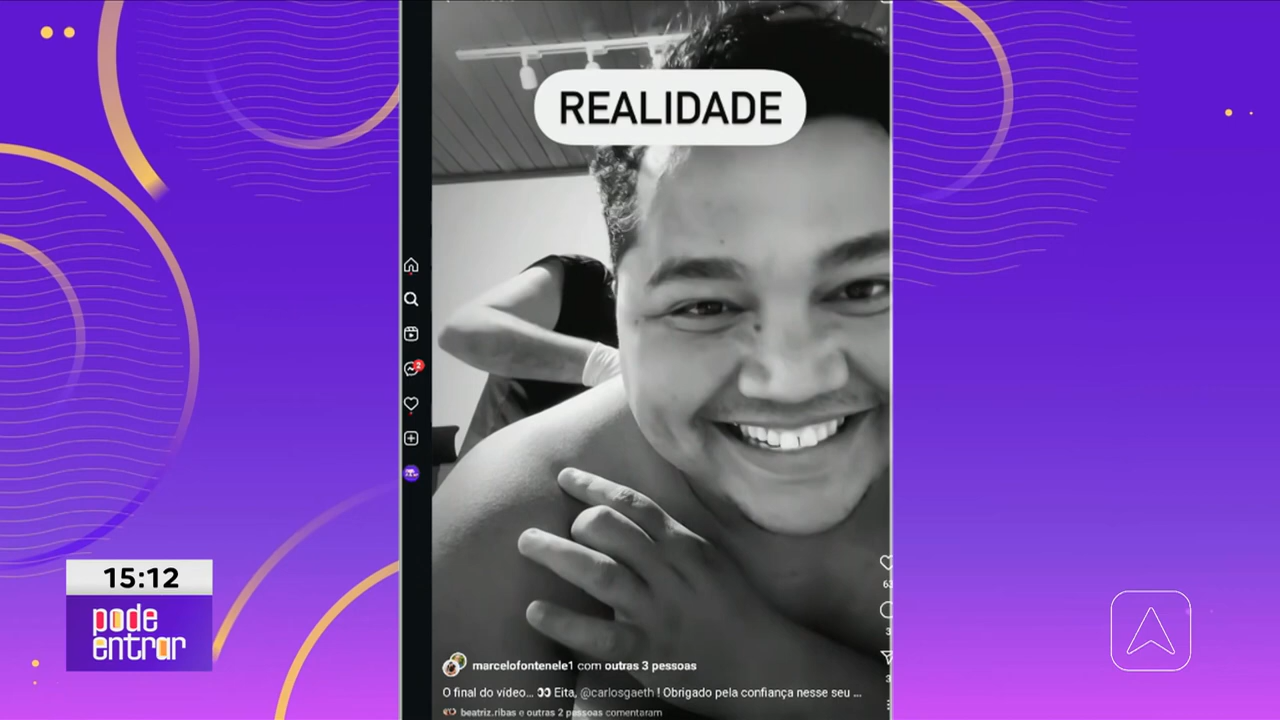 REALIDADE
2
15:12
pode
entrar
marcelofontenele1 com outras 3 pessoas
O final do vídeo... 👀 Eita, @carlosgaeth ! Obrigado pela confiança nesse seu ...
beatriz.ribas e outras 2 pessoas comentaram